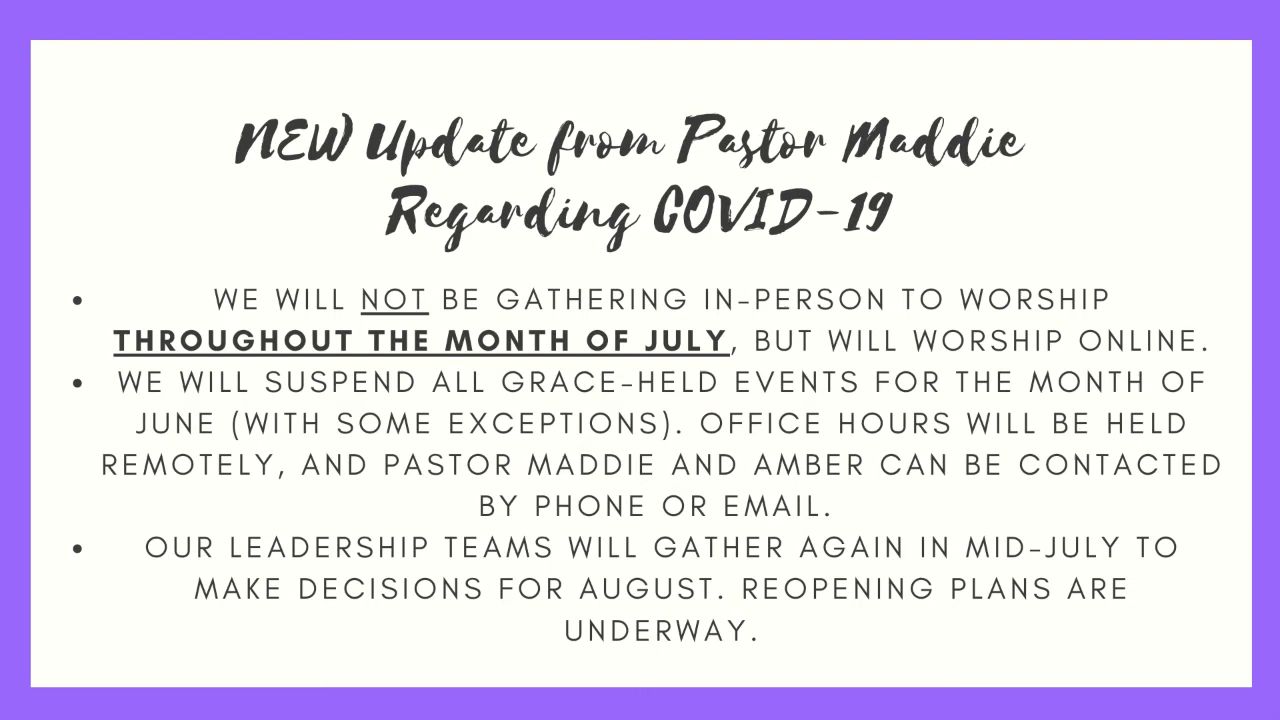 NEW Update from Pastor Maddie
Regarding COVID-19
• WE WILL NOT BE GATHERING IN-PERSON TO WORSHIP
THROUGHOUT THE MONTH OF JULY, BUT WILL WORSHIP ONLINE.
• WE WILL SUSPEND ALL GRACE-HELD EVENTS FOR THE MONTH OF
JUNE (WITH SOME EXCEPTIONS). OFFICE HOURS WILL BE HELD
REMOTELY, AND PASTOR MADDIE AND AMBER CAN BE CONTACTED
BY PHONE OR EMAIL.
• OUR LEADERSHIP TEAMS WILL GATHER AGAIN IN MID-JULY TO
MAKE DECISIONS FOR AUGUST. REOPENING PLANS ARE
UNDERWAY.